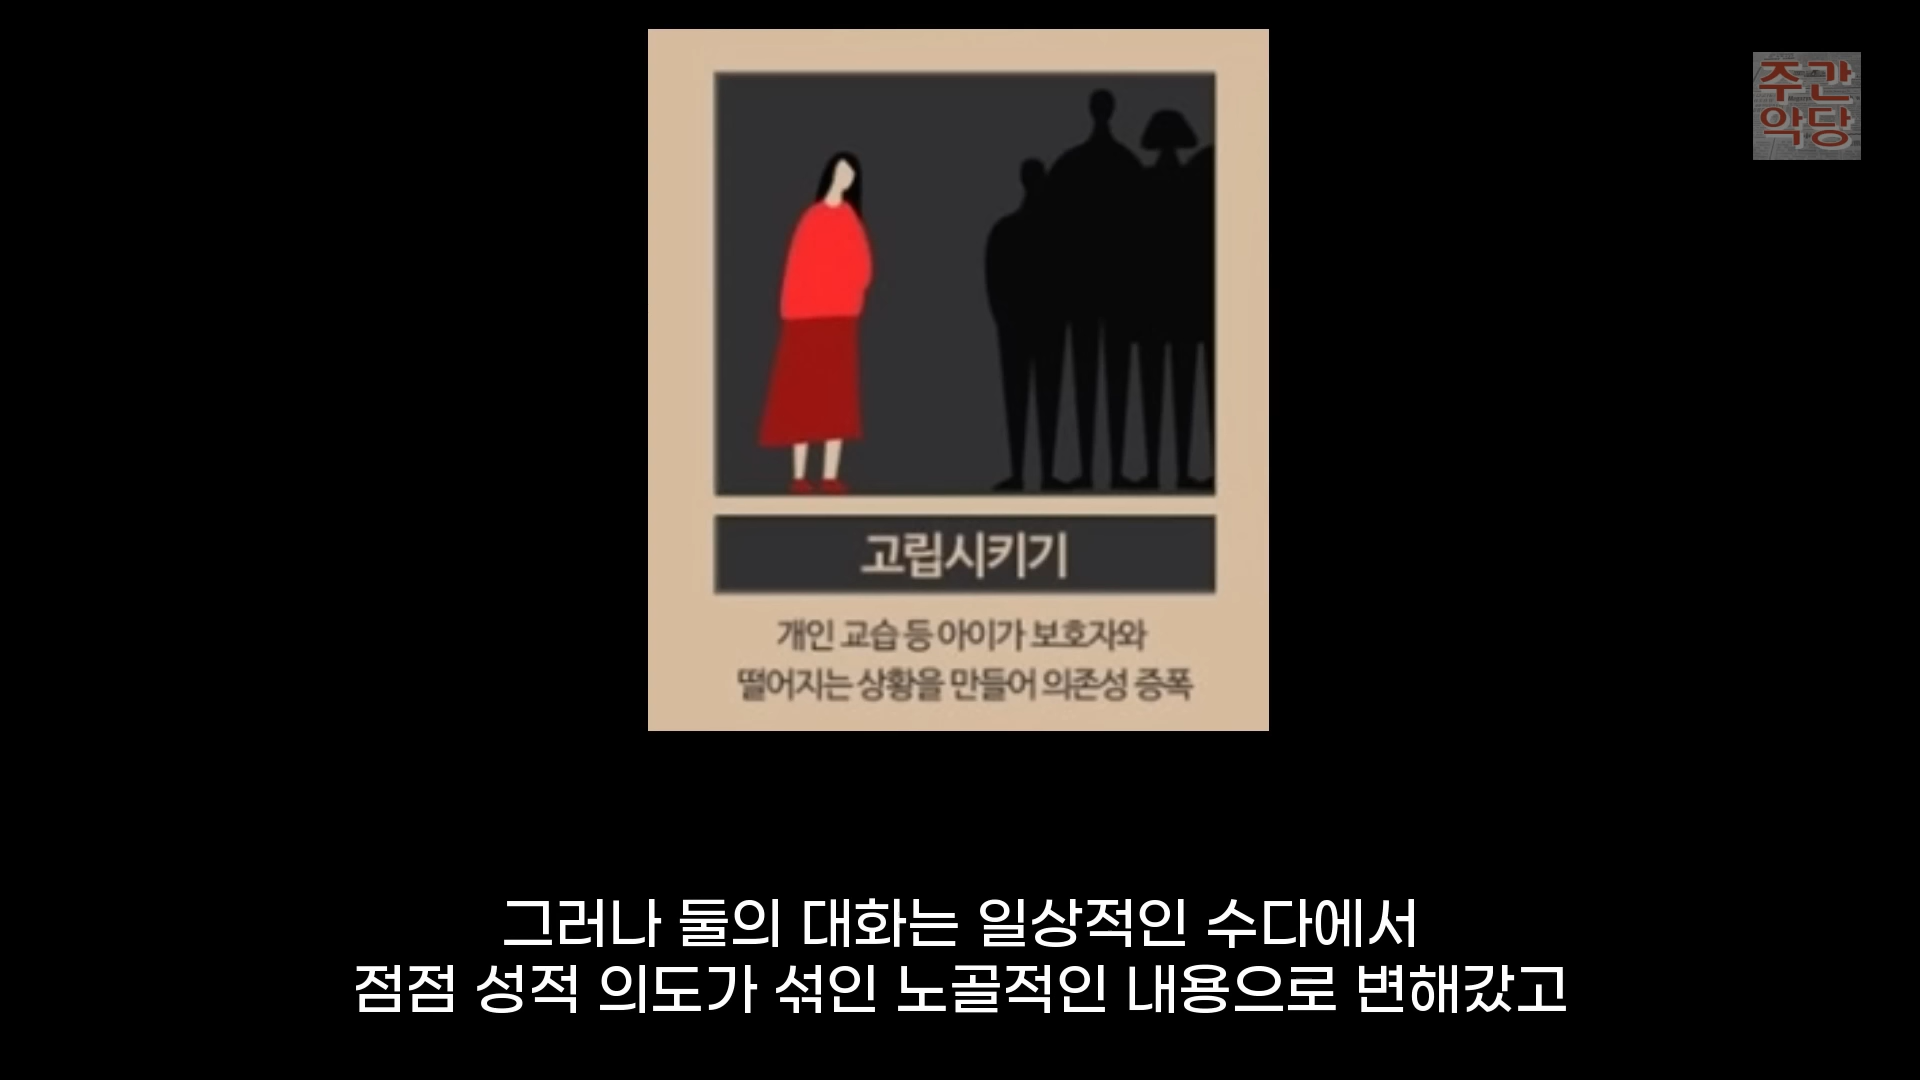 주간
악당
고립시키기
개인 교습 등 아이가 보호자와
떨어지는 상황을 만들어 의존성 증폭
그러나 둘의 대화는 일상적인 수다에서
점점 성적 의도가 섞인 노골적인 내용으로 변해갔고